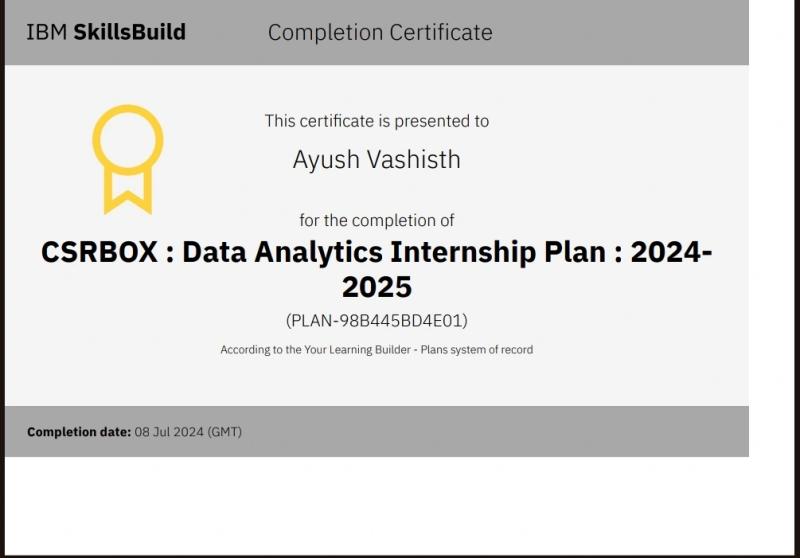 IBM SkillsBuild
Completion Certificate
This certificate is presented to
Ayush Vashisth
for the completion of
CSRBOX : Data Analytics Internship Plan : 2024-
2025
(PLAN-98B445BD4E01)
According to the Your Learning Builder - Plans system of record
Completion date: 08 Jul 2024 (GMT)